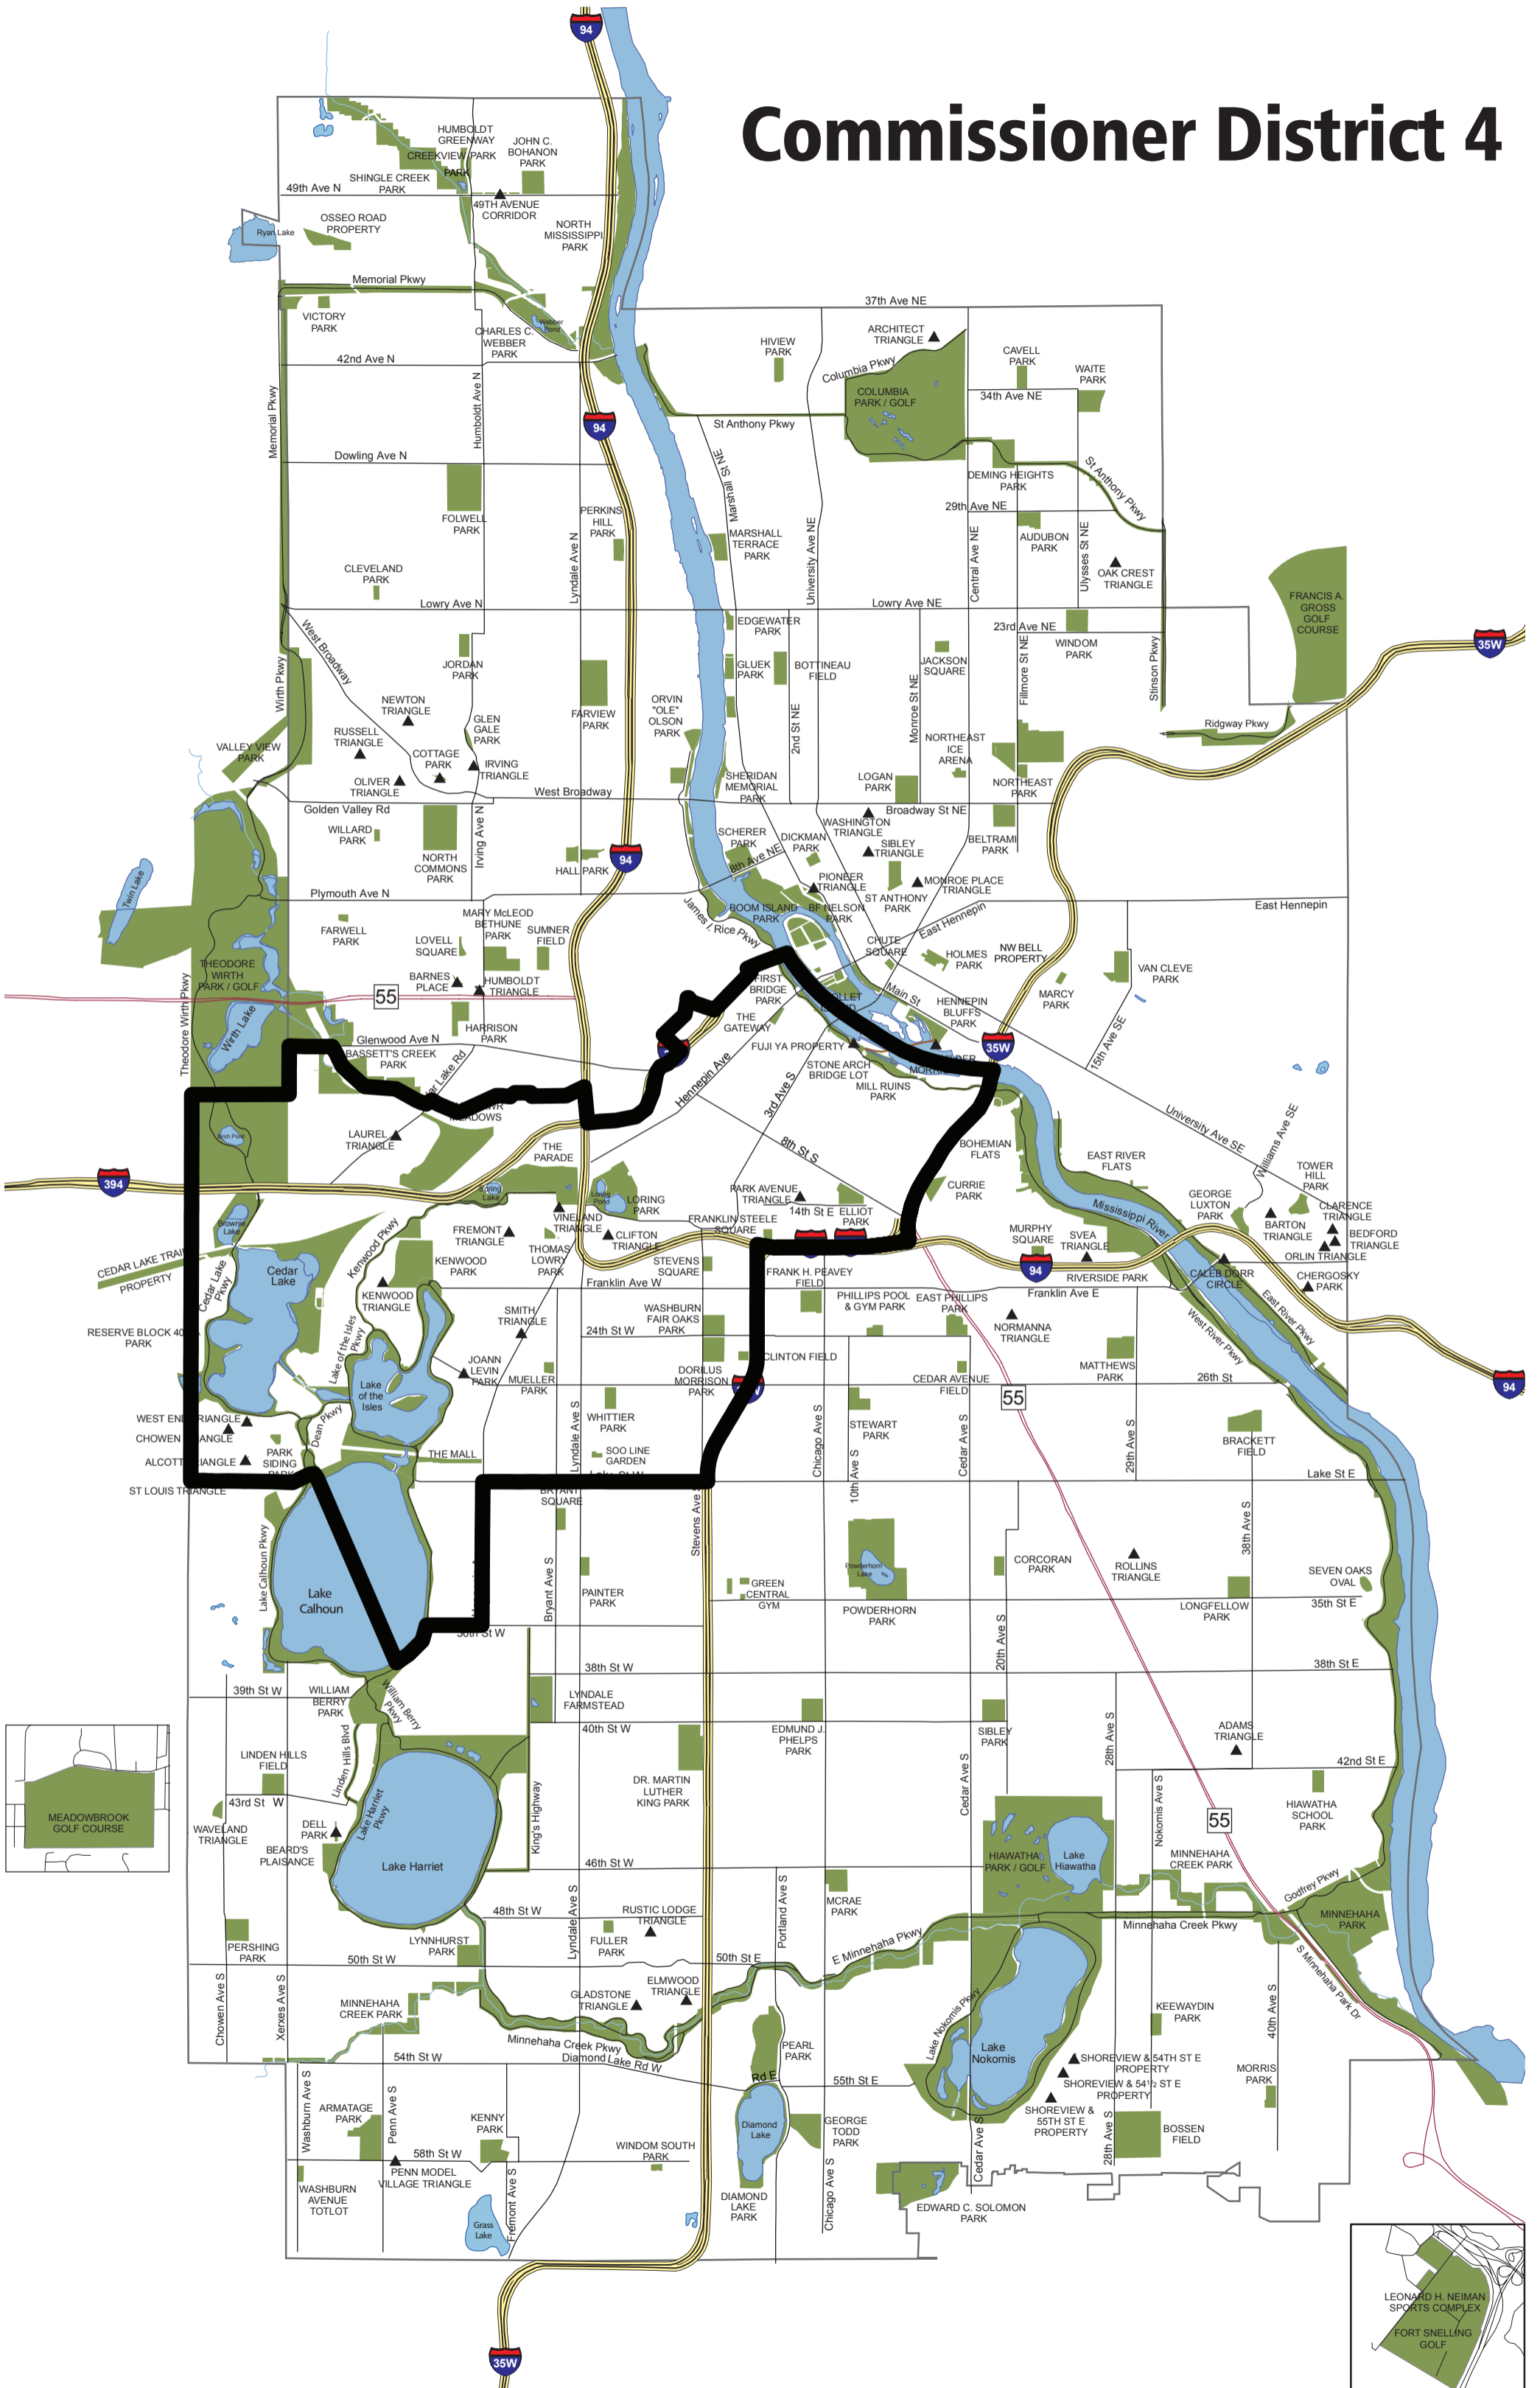 Commissioner District 4
94
HUMBOLDT
GREENWAY
JOHN C.
BOHANON
PARK
CREEKVIEW PARK
PARK
SHINGLE CREEK
PARK
49th Ave N
49TH AVENUE
CORRIDOR
OSSEO ROAD
PROPERTY
NORTH
MISSISSIPPI
PARK
Ryan Lake
Memorial Pkwy
VICTORY
PARK
CHARLES C.
WEBBER
PARK
Webber
Pond
42nd Ave N
37th Ave NE
ARCHITECT
TRIANGLE
HIVIEW
PARK
Columbia Pkwy
CAVELL
PARK
WAITE
PARK
COLUMBIA
PARK / GOLF
34th Ave NE
Memorial Pkwy
Humboldt Ave N
94
St Anthony Pkwy
Dowling Ave N
Marshall St NE
DEMING HEIGHTS
PARK
St Anthony Pkwy
FOLWELL
PARK
PERKINS
HILL
PARK
29th Ave NE
MARSHALL
TERRACE
PARK
University Ave NE
Central Ave NE
AUDUBON
PARK
Ulysses St NE
OAK CREST
TRIANGLE
CLEVELAND
PARK
Lyndale Ave N
FRANCIS A.
GROSS
GOLF
COURSE
Lowry Ave N
Lowry Ave NE
EDGEWATER
PARK
23rd Ave NE
WINDOM
PARK
35W
West Broadway
JORDAN
PARK
GLUEK
PARK
BOTTINEAU
FIELD
JACKSON
SQUARE
Wirth Pkwy
Monroe St NE
Fillmore St NE
Stinson Pkwy
NEWTON
TRIANGLE
FARVIEW
PARK
ORVIN
"OLE"
OLSON
PARK
2nd St NE
Ridgway Pkwy
RUSSELL
TRIANGLE
GLEN
GALE
PARK
NORTHEAST
ICE
ARENA
VALLEY VIEW
PARK
COTTAGE
PARK
IRVING
TRIANGLE
OLIVER
TRIANGLE
SHERIDAN
MEMORIAL
PARK
LOGAN
PARK
NORTHEAST
PARK
West Broadway
Golden Valley Rd
Broadway St NE
WILLARD
PARK
Irving Ave N
WASHINGTON
TRIANGLE
SCHERER
PARK
DICKMAN
PARK
SIBLEY
TRIANGLE
BELTRAMI
PARK
NORTH
COMMONS
PARK
HALL PARK
94
8th Ave NE
PIONEER
TRIANGLE
MONROE PLACE
TRIANGLE
ST ANTHONY
PARK
Twin Lake
Plymouth Ave N
BOOM ISLAND
PARK
BF NELSON
PARK
East Hennepin
East Hennepin
James I. Rice Pkwy
FARWELL
PARK
MARY McLEOD
BETHUNE
PARK
SUMNER
FIELD
LOVELL
SQUARE
CHUTE
SQUARE
HOLMES
PARK
NW BELL
PROPERTY
VAN CLEVE
PARK
THEODORE
WIRTH
PARK / GOLF
BARNES
PLACE
HUMBOLDT
TRIANGLE
55
FIRST
BRIDGE
PARK
Main St
MARCY
PARK
Theodore Wirth Pkwy
Wirth Lake
HARRISON
PARK
THE
GATEWAY
HENNEPIN
BLUFFS
PARK
15th Ave SE
Glenwood Ave N
BASSETT'S CREEK
PARK
FUJI YA PROPERTY
35W
Hennepin Ave
STONE ARCH
BRIDGE LOT
MILL RUINS
PARK
3rd Ave S
LAUREL
TRIANGLE
THE
PARADE
8th St S
BOHEMIAN
FLATS
University Ave SE
Williams Ave SE
EAST RIVER
FLATS
TOWER
HILL
PARK
394
Spring
Lake
Loring
Pond
LORING
PARK
PARK AVENUE
TRIANGLE
14th St E
ELLIOT
PARK
CURRIE
PARK
Mississippi River
GEORGE
LUXTON
PARK
CLARENCE
TRIANGLE
BARTON
TRIANGLE
BEDFORD
TRIANGLE
ORLIN TRIANGLE
Brownie
Lake
Kenwood Pkwy
FREMONT
TRIANGLE
VINELAND
TRIANGLE
CLIFTON
TRIANGLE
FRANKLIN STEELE
SQUARE
MURPHY
SQUARE
SVEA
TRIANGLE
CEDAR LAKE TRAIL
PROPERTY
Cedar
Lake
Cedar Lake
Pkwy
KENWOOD
PARK
THOMAS
LOWRY
PARK
STEVENS
SQUARE
FRANK H. PEAVEY
FIELD
94
RIVERSIDE PARK
CALEB DORR
CIRCLE
CHERGOSKY
PARK
KENWOOD
TRIANGLE
Franklin Ave W
Franklin Ave E
East River Pkwy
West River Pkwy
SMITH
TRIANGLE
WASHBURN
FAIR OAKS
PARK
PHILLIPS POOL
& GYM PARK
EAST PHILLIPS
PARK
NORMANNA
TRIANGLE
24th St W
Lake of the Isles
Pkwy
JOANN
LEVIN
PARK
MUELLER
PARK
DORILUS
MORRISON
PARK
CLINTON FIELD
CEDAR AVENUE
FIELD
MATTHEWS
PARK
26th St
94
Lake
of the
Isles
Dean Pkwy
55
WHITTIER
PARK
STEWART
PARK
BRACKETT
FIELD
THE MALL
SOO LINE
GARDEN
PARK
SIDING
Lyndale Ave S
Chicago Ave S
10th Ave S
Cedar Ave S
29th Ave S
Lake St E
ST LOUIS TRIANGLE
SQUARE
Stevens Ave S
38th Ave S
Lake Calhoun Pkwy
Lake
Calhoun
Bryant Ave S
PAINTER
PARK
GREEN
CENTRAL
GYM
Powderhorn
Lake
POWDERHORN
PARK
CORCORAN
PARK
ROLLINS
TRIANGLE
LONGFELLOW
PARK
SEVEN OAKS
OVAL
35th St E
20th Ave S
38th St W
38th St E
39th St W
WILLIAM
BERRY
PARK
William Berry
Pkwy
LYNDALE
FARMSTEAD
40th St W
EDMUND J.
PHELPS
PARK
SIBLEY
PARK
28th Ave S
ADAMS
TRIANGLE
42nd St E
LINDEN HILLS
FIELD
Linden Hills Blvd
43rd St W
DR. MARTIN
LUTHER
KING PARK
Cedar Ave S
Nokomis Ave S
HIAWATHA
SCHOOL
PARK
MEADOWBROOK
GOLF COURSE
WAVELAND
TRIANGLE
DELL
PARK
Lake Harriet
Pkwy
BEARD'S
PLAISANCE
King's Highway
55
Lake Harriet
46th St W
HIAWATHA
PARK / GOLF
Lake
Hiawatha
MINNEHAHA
CREEK PARK
Godfrey Pkwy
MCRAE
PARK
48th St W
RUSTIC LODGE
TRIANGLE
Portland Ave S
Minnehaha Creek Pkwy
MINNEHAHA
PARK
PERSHING
PARK
LYNNHURST
PARK
Lyndale Ave S
FULLER
PARK
E Minnehaha Pkwy
50th St W
50th St E
S Minnehaha Park Dr
Chowen Ave S
Xerxes Ave S
MINNEHAHA
CREEK PARK
GLADSTONE
TRIANGLE
ELMWOOD
TRIANGLE
Lake Nokomis Pkwy
KEEWAYDIN
PARK
40th Ave S
Minnehaha Creek Pkwy
PEARL
PARK
Lake
Nokomis
54th St W
Diamond Lake Rd W
Rd E
55th St E
SHOREVIEW & 54TH ST E
PROPERTY
SHOREVIEW & 54½ ST E
PROPERTY
SHOREVIEW &
55TH ST E
PROPERTY
MORRIS
PARK
Washburn Ave S
ARMATAGE
PARK
Penn Ave S
KENNY
PARK
Diamond
Lake
GEORGE
TODD
PARK
28th Ave S
BOSSEN
FIELD
58th St W
WINDOM SOUTH
PARK
PENN MODEL
VILLAGE TRIANGLE
Cedar Ave S
WASHBURN
AVENUE
TOTLOT
Fremont Ave S
Grass
Lake
DIAMOND
LAKE
PARK
Chicago Ave S
EDWARD C. SOLOMON
PARK
LEONARD H. NEIMAN
SPORTS COMPLEX
FORT SNELLING
GOLF
35W